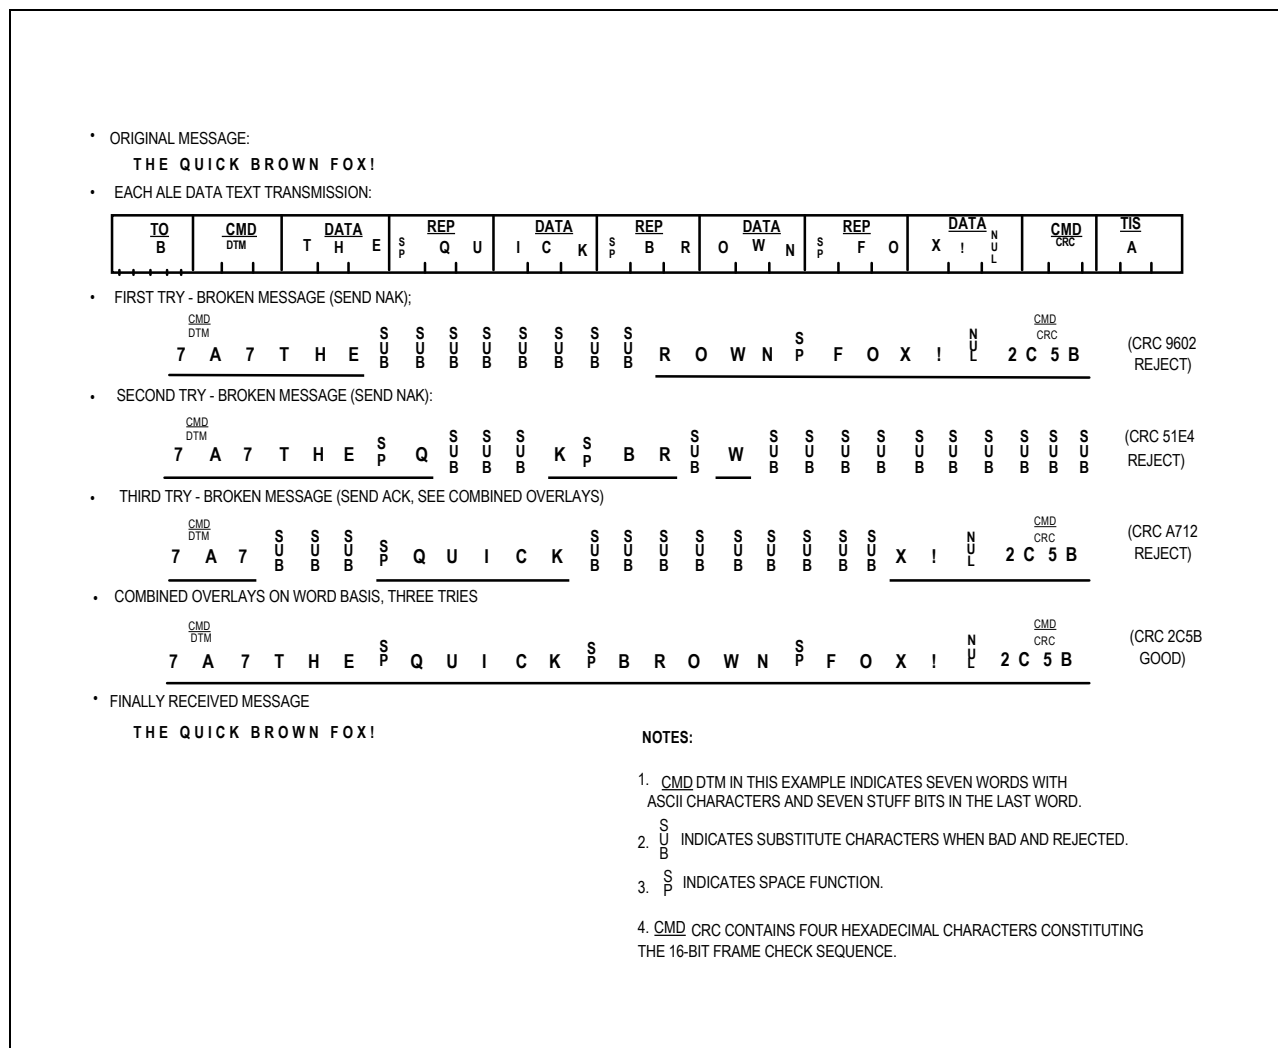 • ORIGINAL MESSAGE:
THE QUICK BROWN FOX!
• EACH ALE DATA TEXT TRANSMISSION:
TO CMD DATA REP DATA REP DATA REP DATA CMD TIS
B DTM T H E SP Q U I C K SP B R O W N SP F O X ! NUL CRC A
• FIRST TRY - BROKEN MESSAGE (SEND NAK);
CMD CMD
DTM CRC
7 A 7 T H E SUB SUB SUB SUB SUB SUB SUB SUB R O W N SP F O X ! NUL 2 C 5 B (CRC 9602
REJECT)
• SECOND TRY - BROKEN MESSAGE (SEND NAK):
CMD
DTM
7 A 7 T H E SP Q SUB SUB SUB K SP B R SUB W SUB SUB SUB SUB SUB SUB SUB SUB SUB SUB (CRC 51E4
REJECT)
• THIRD TRY - BROKEN MESSAGE (SEND ACK, SEE COMBINED OVERLAYS)
CMD CMD
DTM CRC
7 A 7 SUB SUB SUB SP Q U I C K SUB SUB SUB SUB SUB SUB SUB SUB SUB X ! NUL 2 C 5 B (CRC A712
REJECT)
• COMBINED OVERLAYS ON WORD BASIS, THREE TRIES
CMD CMD
DTM CRC
7 A 7 T H E SP Q U I C K SP B R O W N SP F O X ! NUL 2 C 5 B (CRC 2C5B
GOOD)
• FINALLY RECEIVED MESSAGE
THE QUICK BROWN FOX!
NOTES:
1. CMD DTM IN THIS EXAMPLE INDICATES SEVEN WORDS WITH
ASCII CHARACTERS AND SEVEN STUFF BITS IN THE LAST WORD.
2. SUB INDICATES SUBSTITUTE CHARACTERS WHEN BAD AND REJECTED.
3. SP INDICATES SPACE FUNCTION.
4. CMD CRC CONTAINS FOUR HEXADECIMAL CHARACTERS CONSTITUTING
THE 16-BIT FRAME CHECK SEQUENCE.